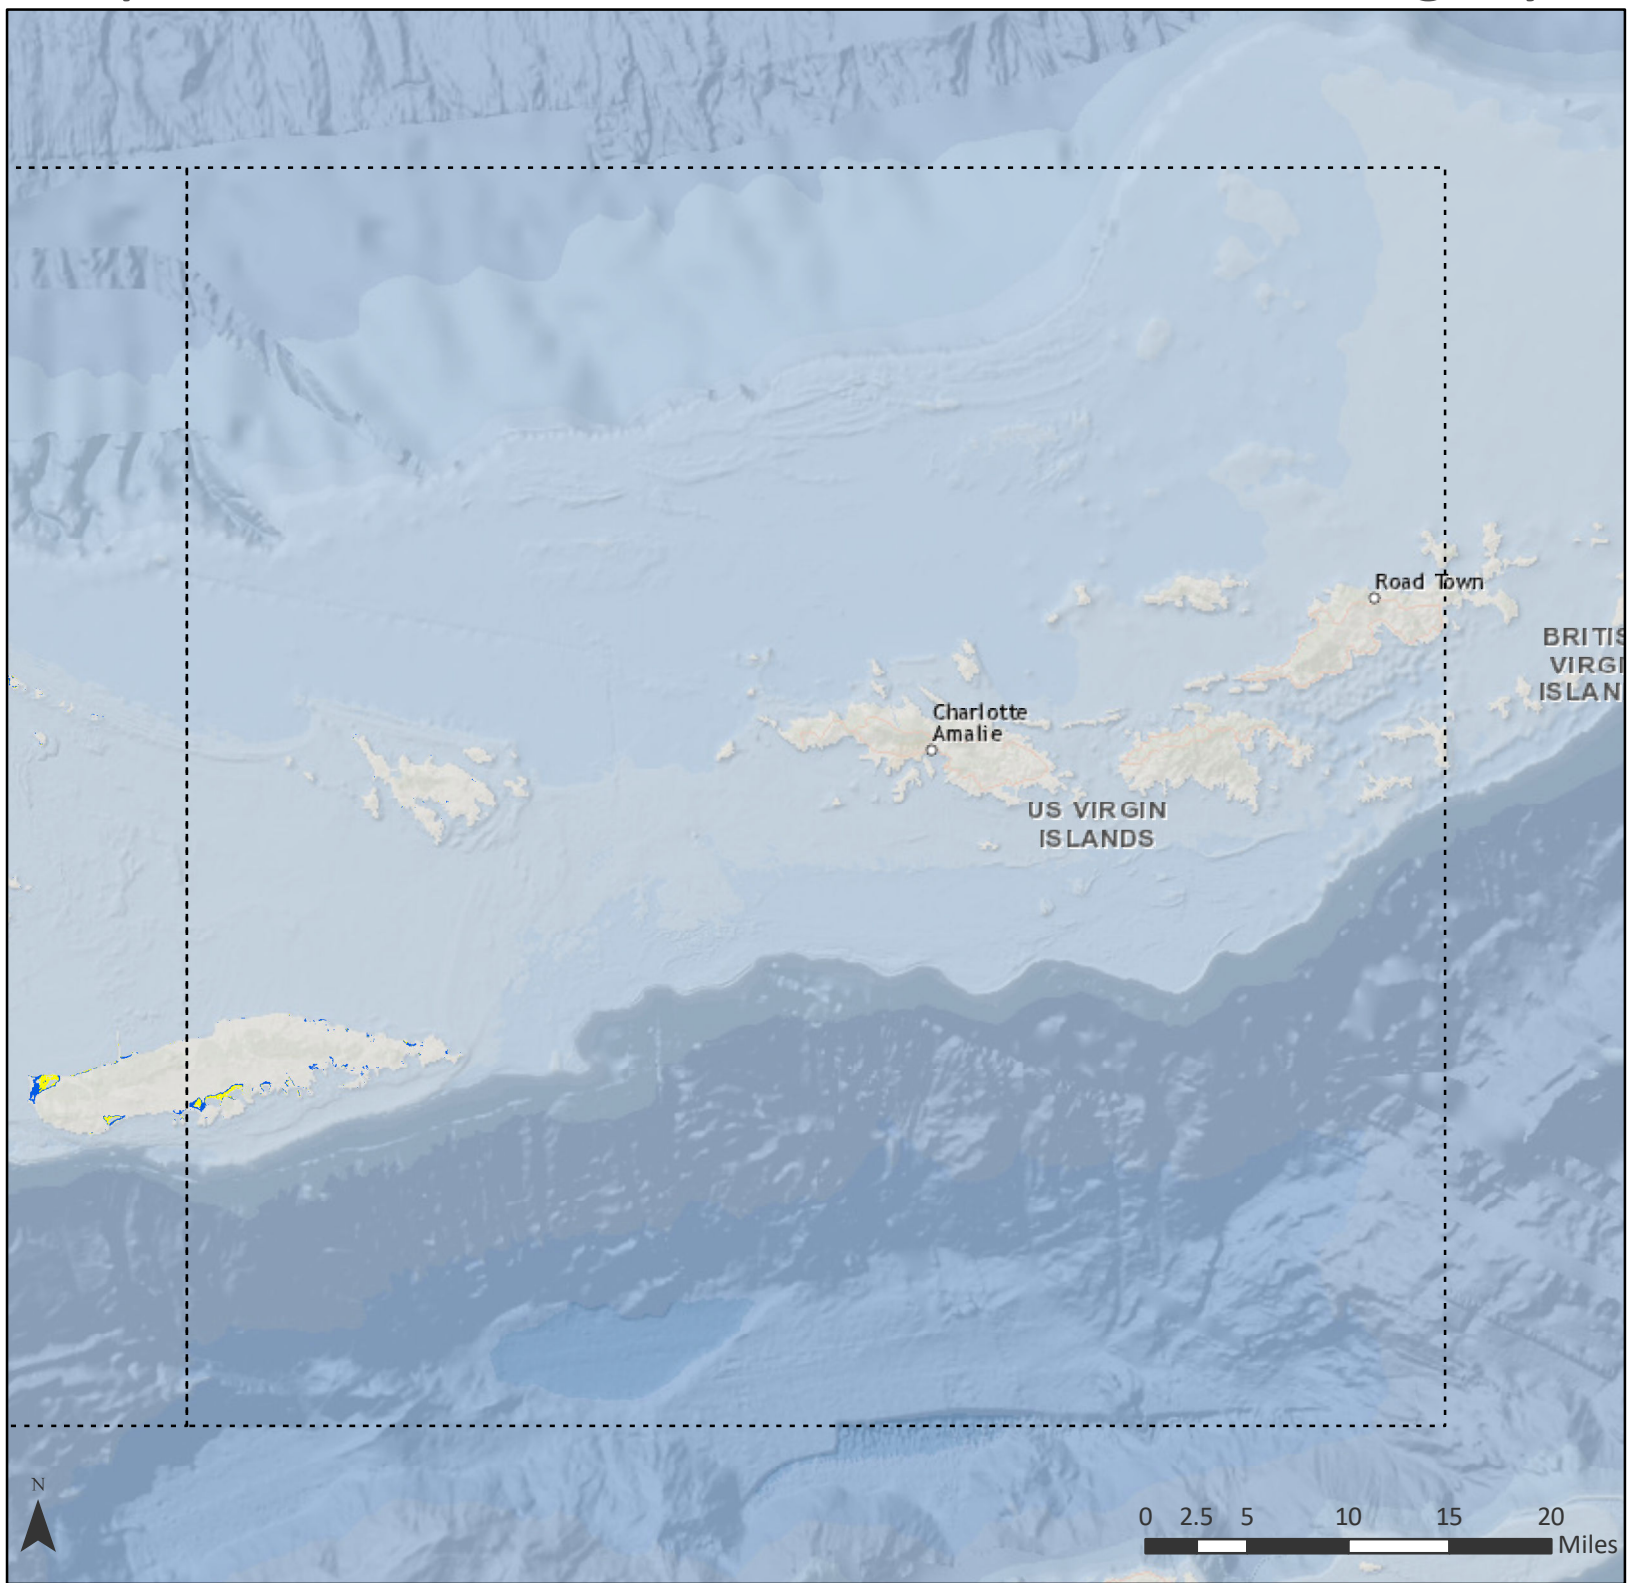 Road Town
BRITIS
VIRGI
ISLAN
Charlotte
Amalie
US VIRGIN
ISLANDS
N
0 2.5 5 10 15 20
Miles